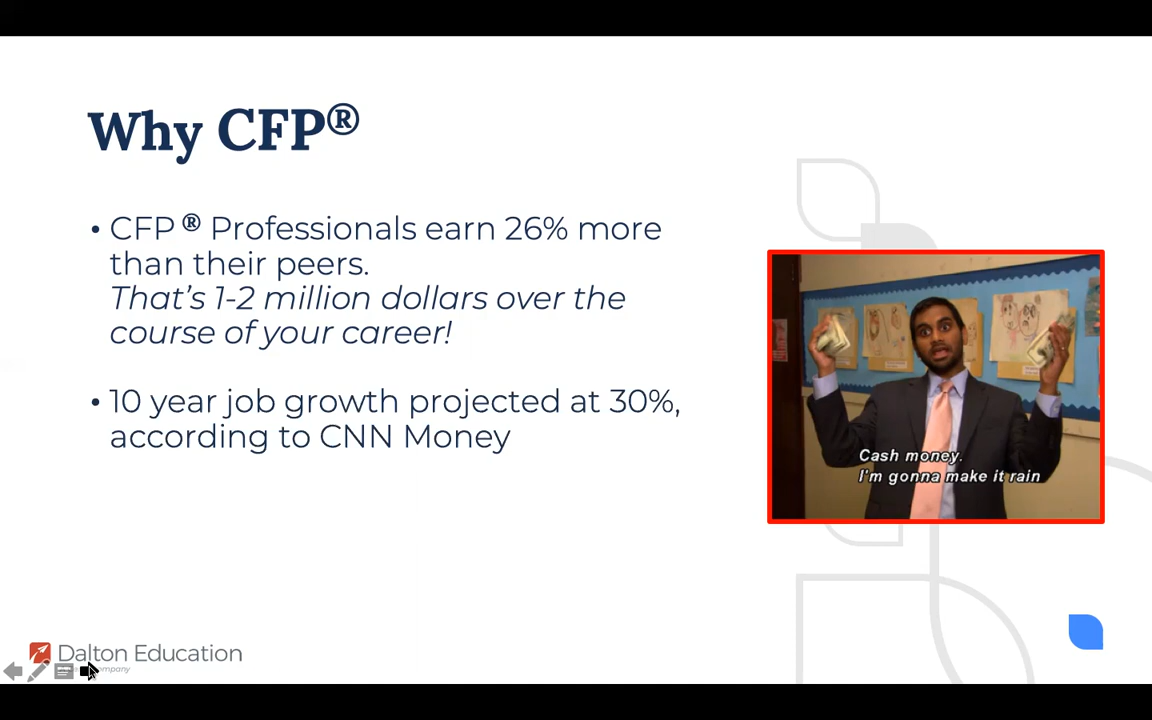 Why CFP®
• CFP ® Professionals earn 26% more
than their peers.
That's 1-2 million dollars over the
course of your career!
• 10 year job growth projected at 30%,
according to CNN Money
Cash money.
I'm gonna make it rain
Dalton Education
company